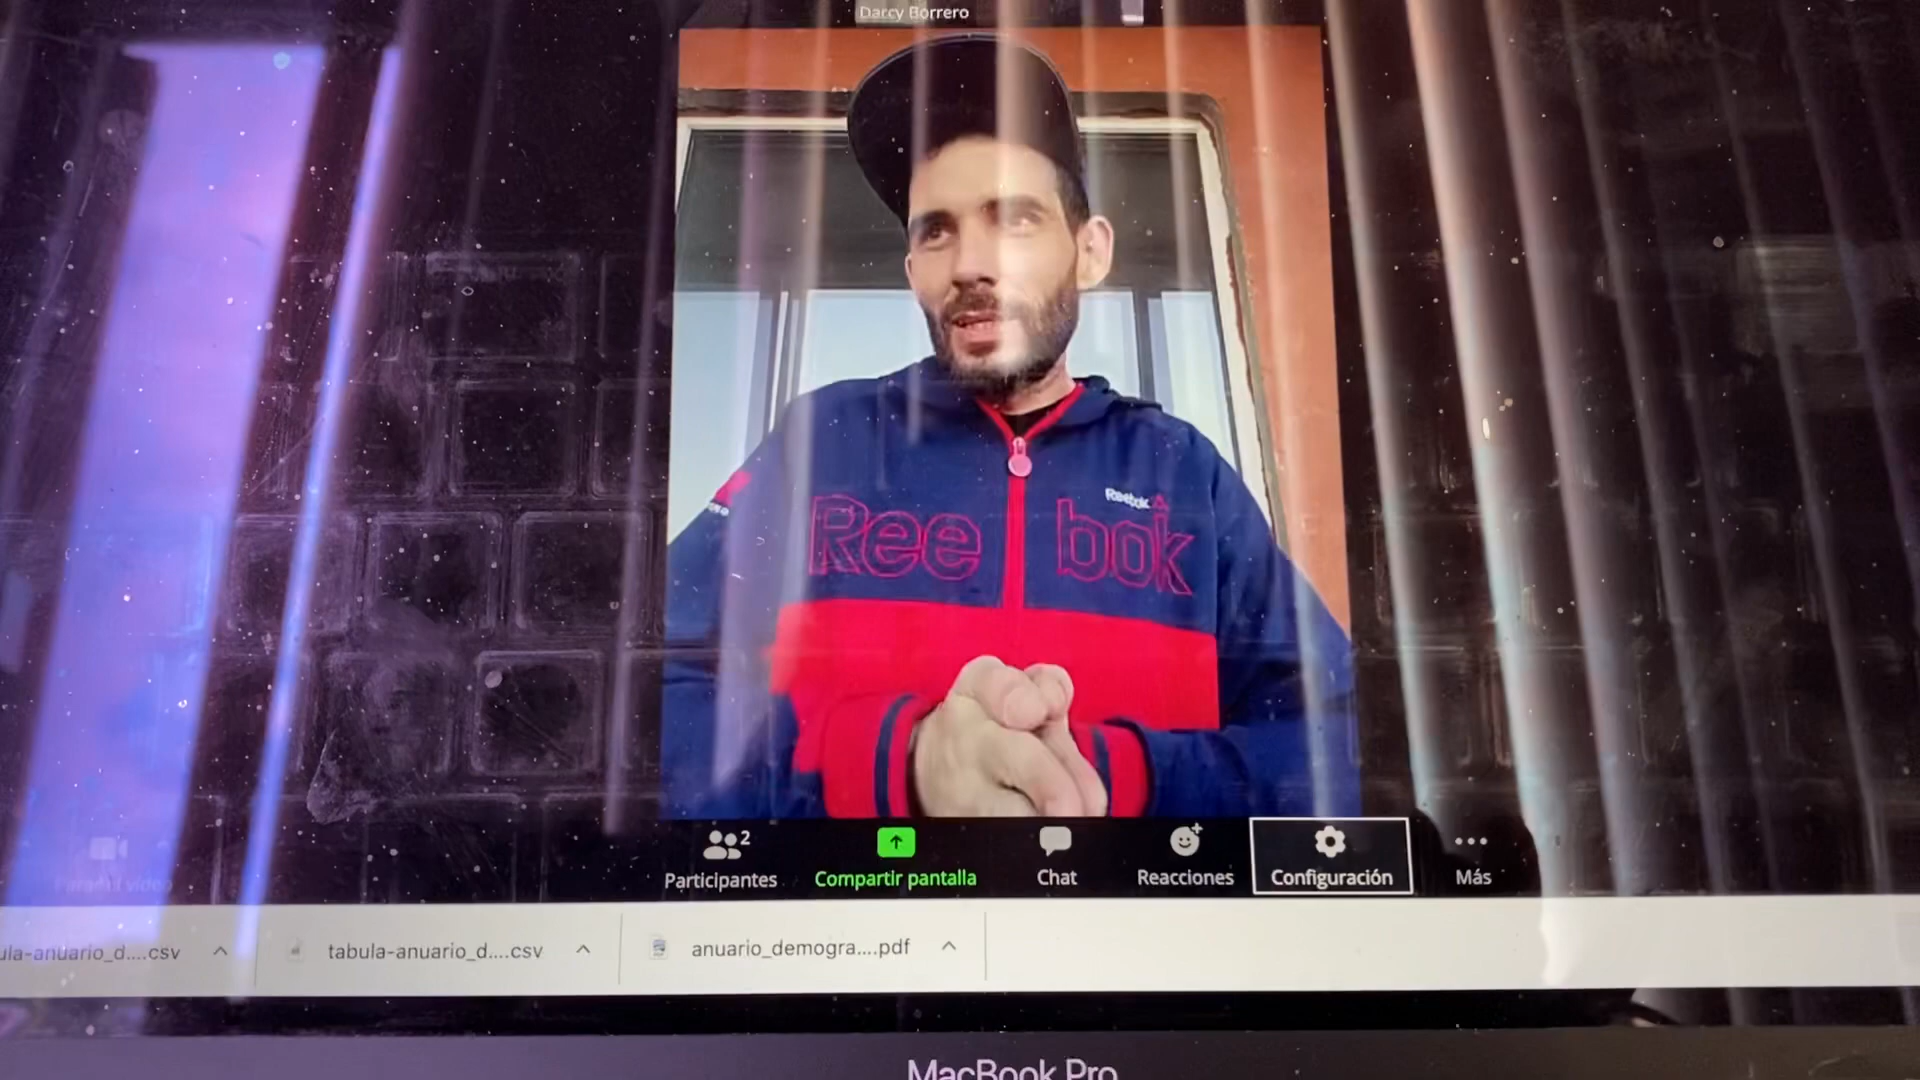 Darcy Borrero
Reebok
Ree bok
2
Participantes
Compartir pantalla
Chat
Reacciones
Configuración
Más
ula-anuario_d....csv
tabula-anuario_d....csv
anuario_demogra....pdf
MacBook Pro